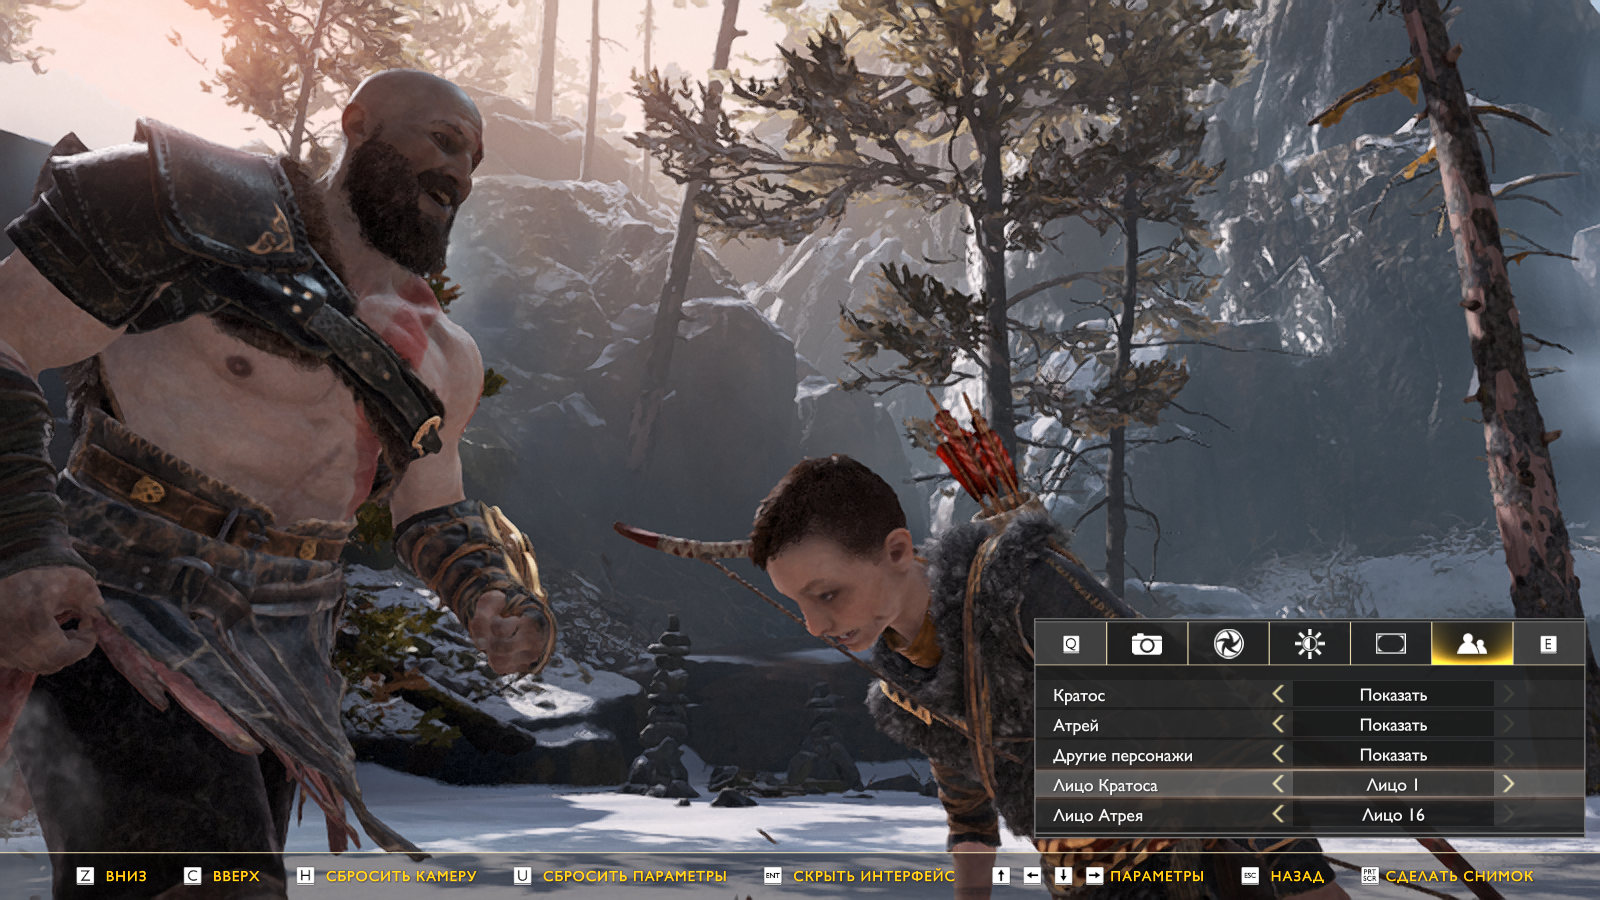 Q E
Кратос Показать
Атрей Показать
Другие персонажи Показать
Лицо Кратоса Лицо 1
Лицо Атрея Лицо 16
Z ВНИЗ C ВВЕРХ H СБРОСИТЬ КАМЕРУ U СБРОСИТЬ ПАРАМЕТРЫ ENT СКРЫТЬ ИНТЕРФЕЙС ПАРАМЕТРЫ ESC НАЗАД PRT SCR СДЕЛАТЬ СНИМОК